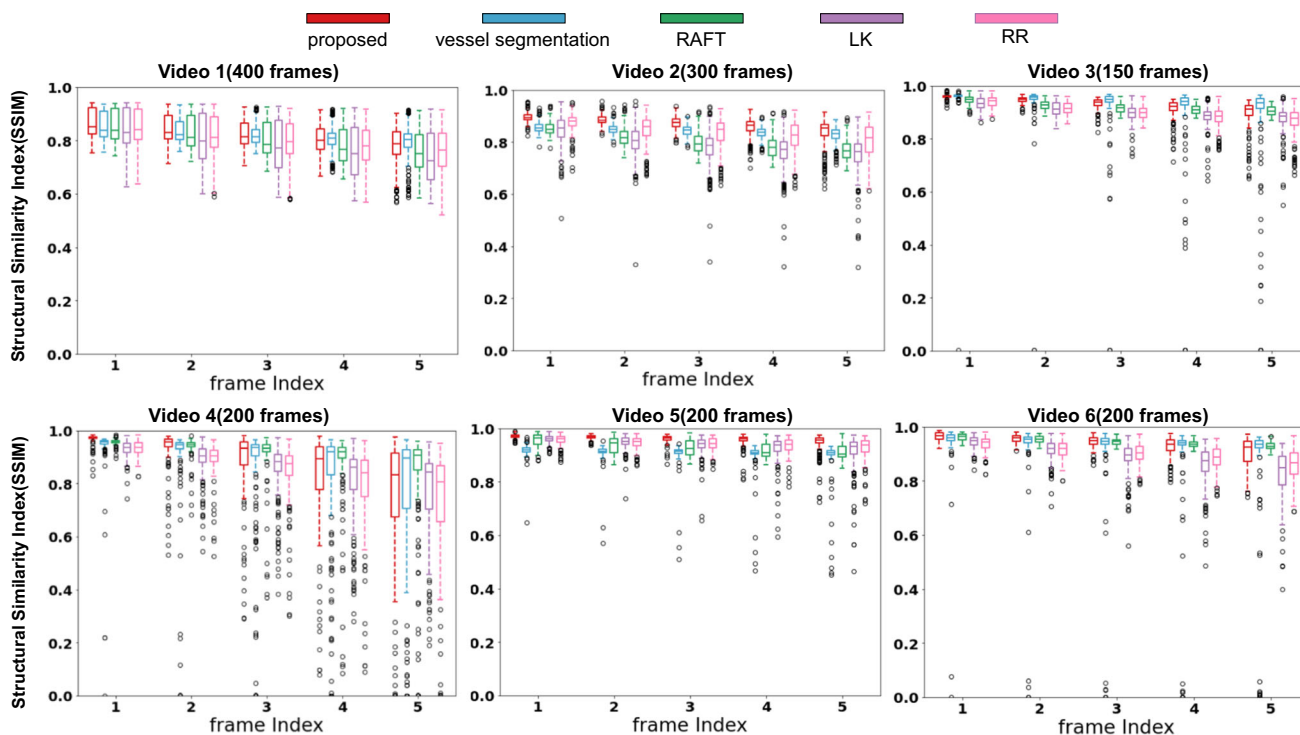 proposed vessel segmentation RAFT LK RR
Video 1(400 frames) Video 2(300 frames) Video 3(150 frames)
Structural Similarity Index(SSIM)
1.0 1.0 1.0
0.8 0.8 0.8
0.6 0.6 0.6
0.4 0.4 0.4
0.2 0.2 0.2
0.0 0.0 0.0
1 2 3 4 5 1 2 3 4 5 1 2 3 4 5
frame Index frame Index frame Index
Video 4(200 frames) Video 5(200 frames) Video 6(200 frames)
Structural Similarity Index(SSIM)
1.0 1.0 1.0
0.8 0.8 0.8
0.6 0.6 0.6
0.4 0.4 0.4
0.2 0.2 0.2
0.0 0.0 0.0
1 2 3 4 5 1 2 3 4 5 1 2 3 4 5
frame Index frame Index frame Index